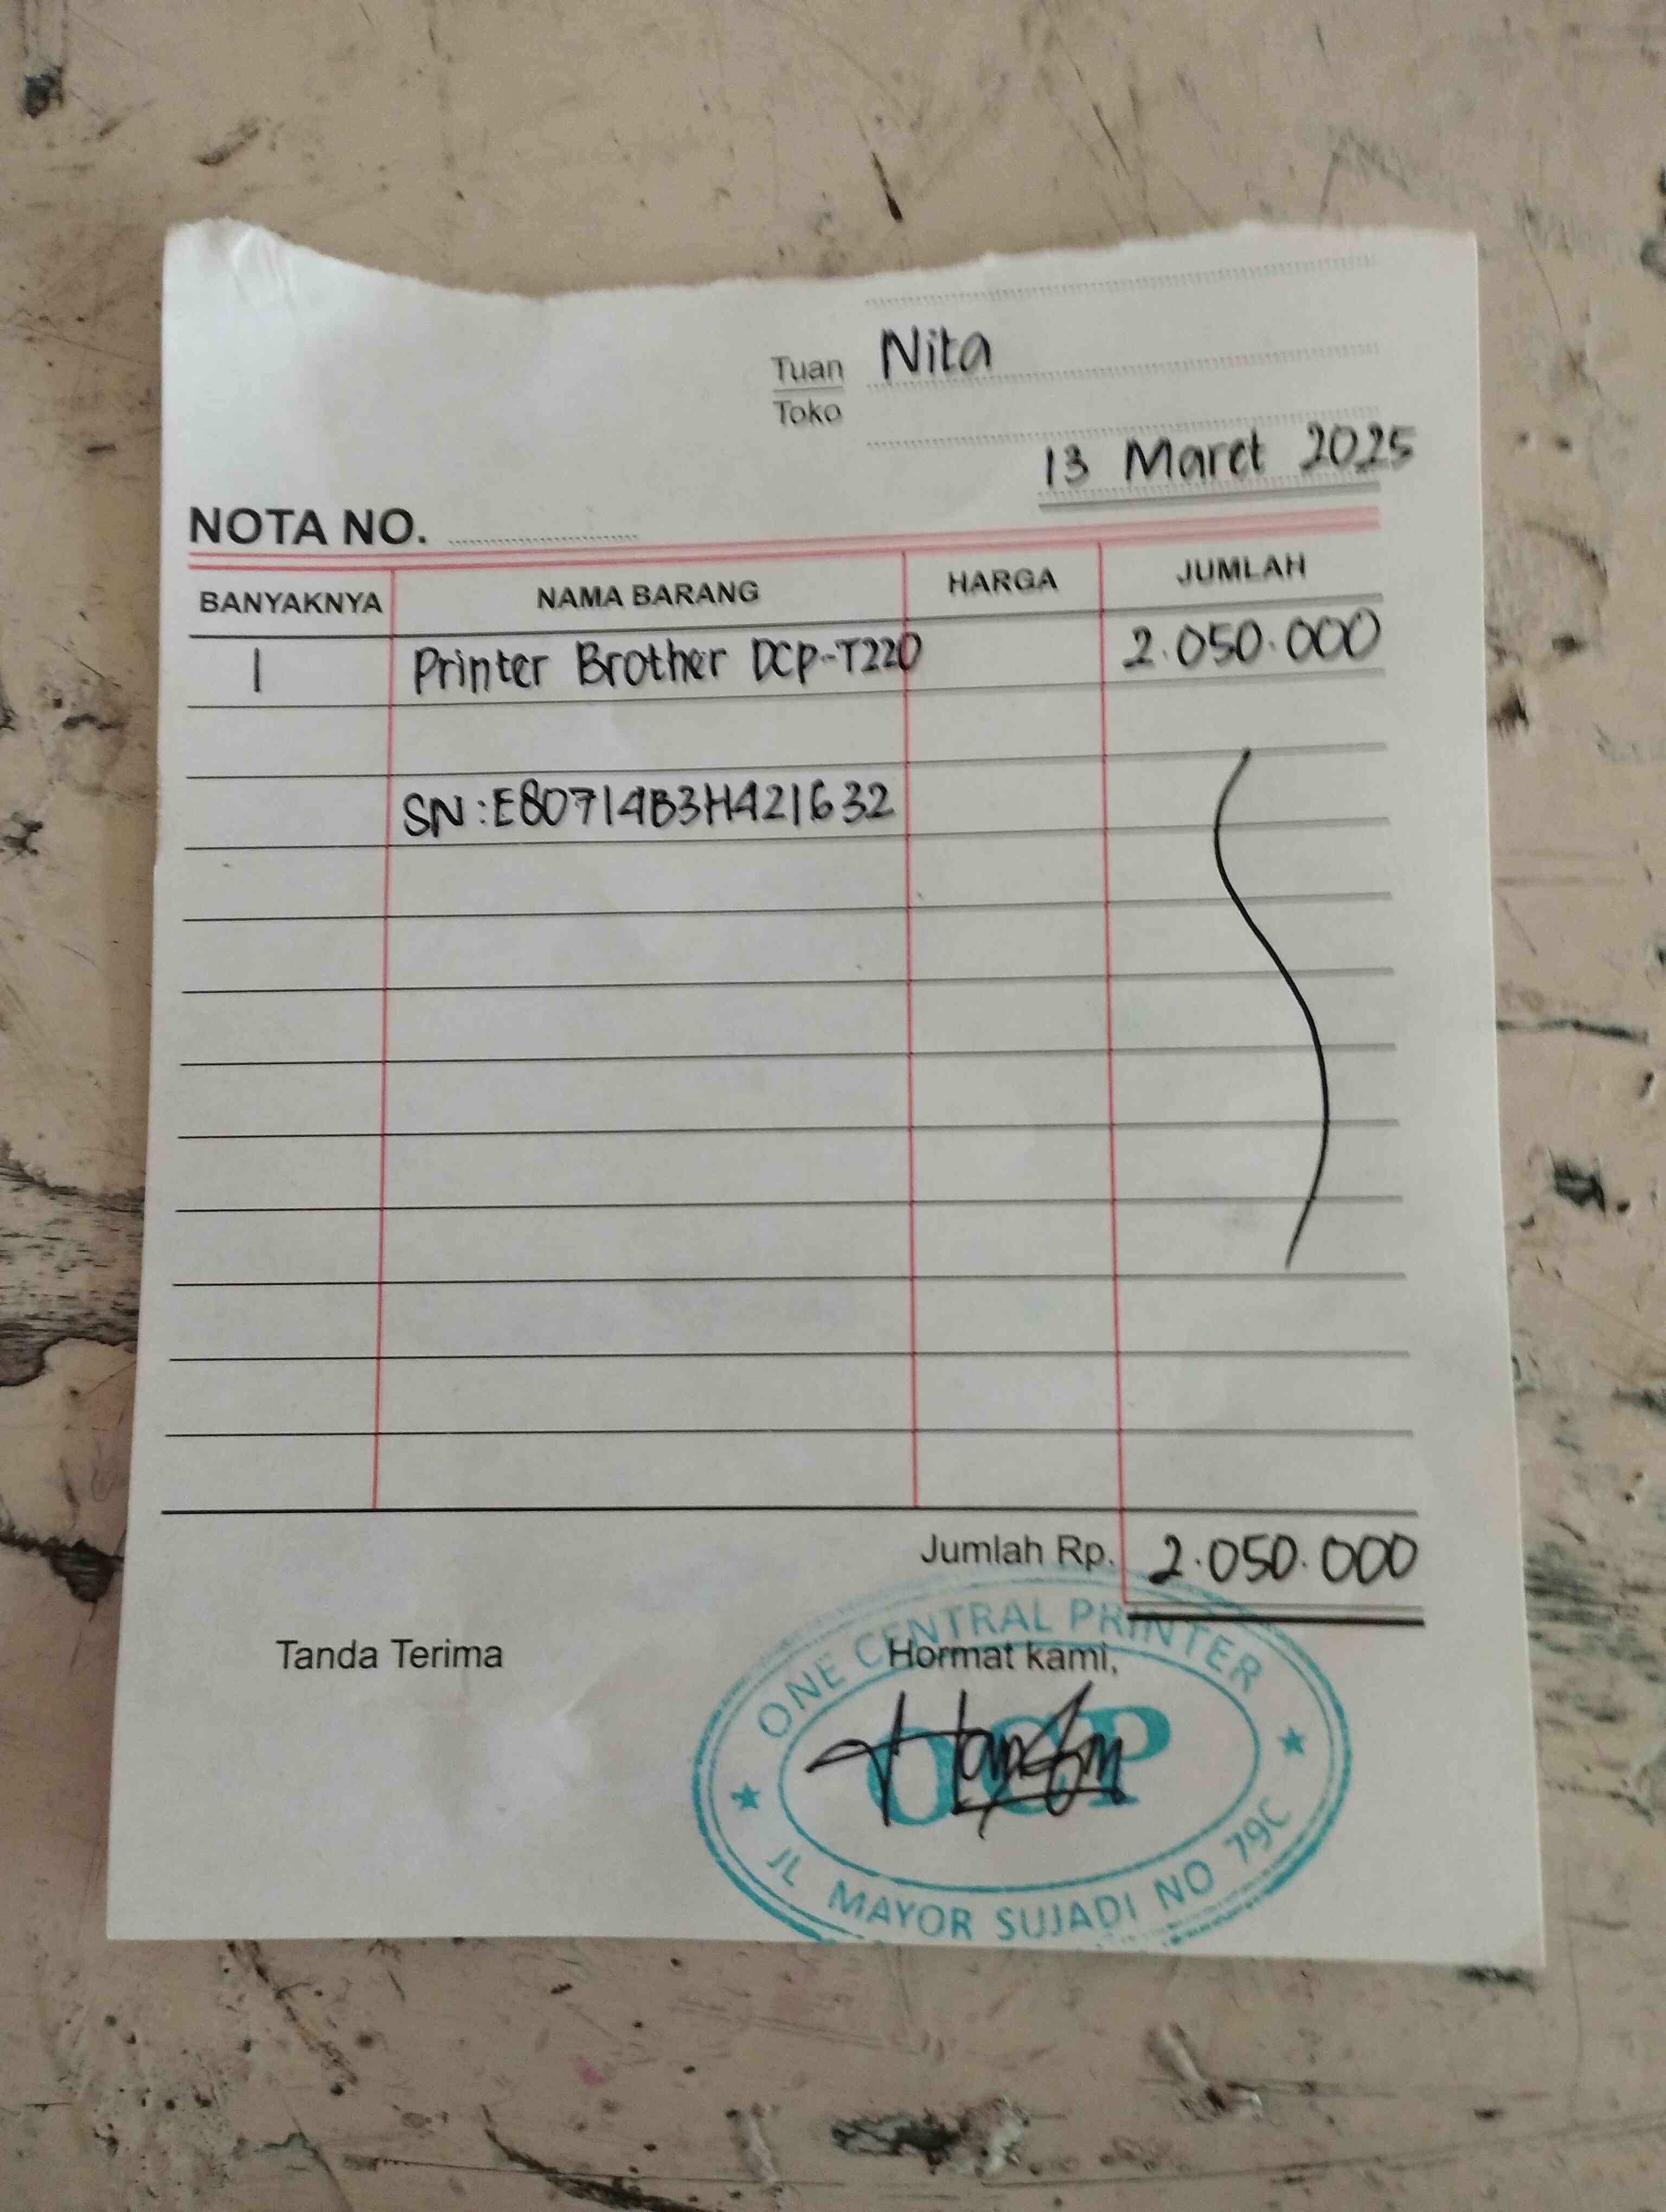 Tuan Nita
Toko
13 Maret 2025
NOTA NO.
BANYAKNYA NAMA BARANG HARGA JUMLAH
1 Printer Brother DCP-T220 2.050.000
SN:E80714B3H421632
Jumlah Rp. 2.050.000
Tanda Terima Hormat kami,
ONE CENTRAL PRINTER
OCP
JL MAYOR SUJADI NO 79C